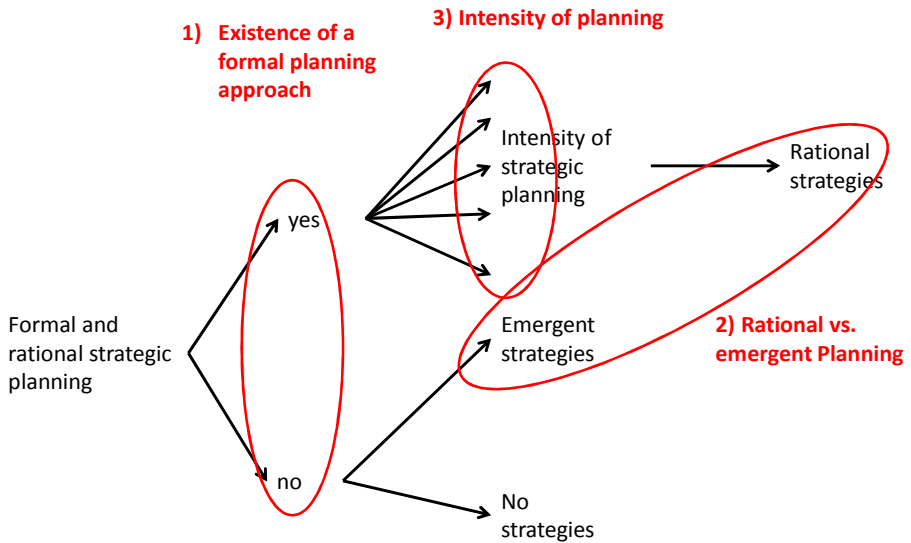 1) Existence of a
formal planning
approach
3) Intensity of planning
Intensity of
strategic
planning
Rational
strategies
yes
Formal and
rational strategic
planning
Emergent
strategies
2) Rational vs.
emergent Planning
no
No
strategies